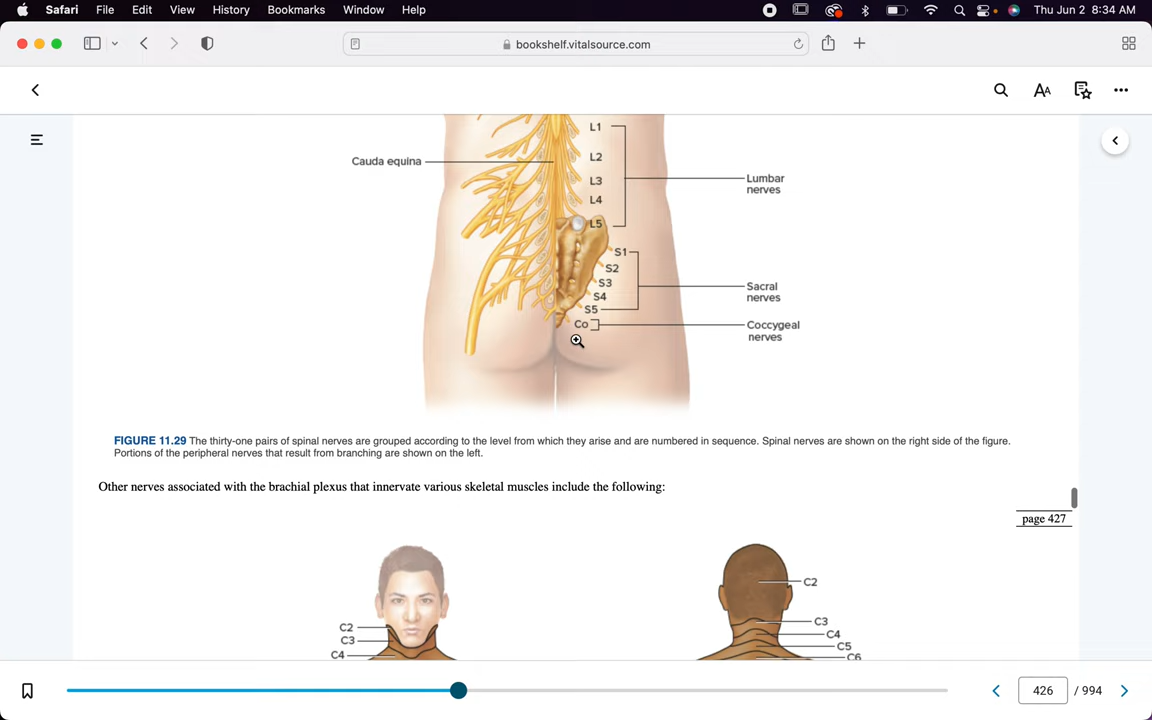 Safari File Edit View History Bookmarks Window Help Thu Jun 2 8:34 AM
bookshelf.vitalsource.com
AA
L1
Cauda equina
L2
L3
Lumbar
nerves
L4
L5
S1
S2
S3
Sacral
nerves
S4
S5
Co
Coccygeal
nerves
FIGURE 11.29 The thirty-one pairs of spinal nerves are grouped according to the level from which they arise and are numbered in sequence. Spinal nerves are shown on the right side of the figure.
Portions of the peripheral nerves that result from branching are shown on the left.
Other nerves associated with the brachial plexus that innervate various skeletal muscles include the following:
page 427
C2
C3
C4
C2
C3
C4
C5
C6
426 / 994